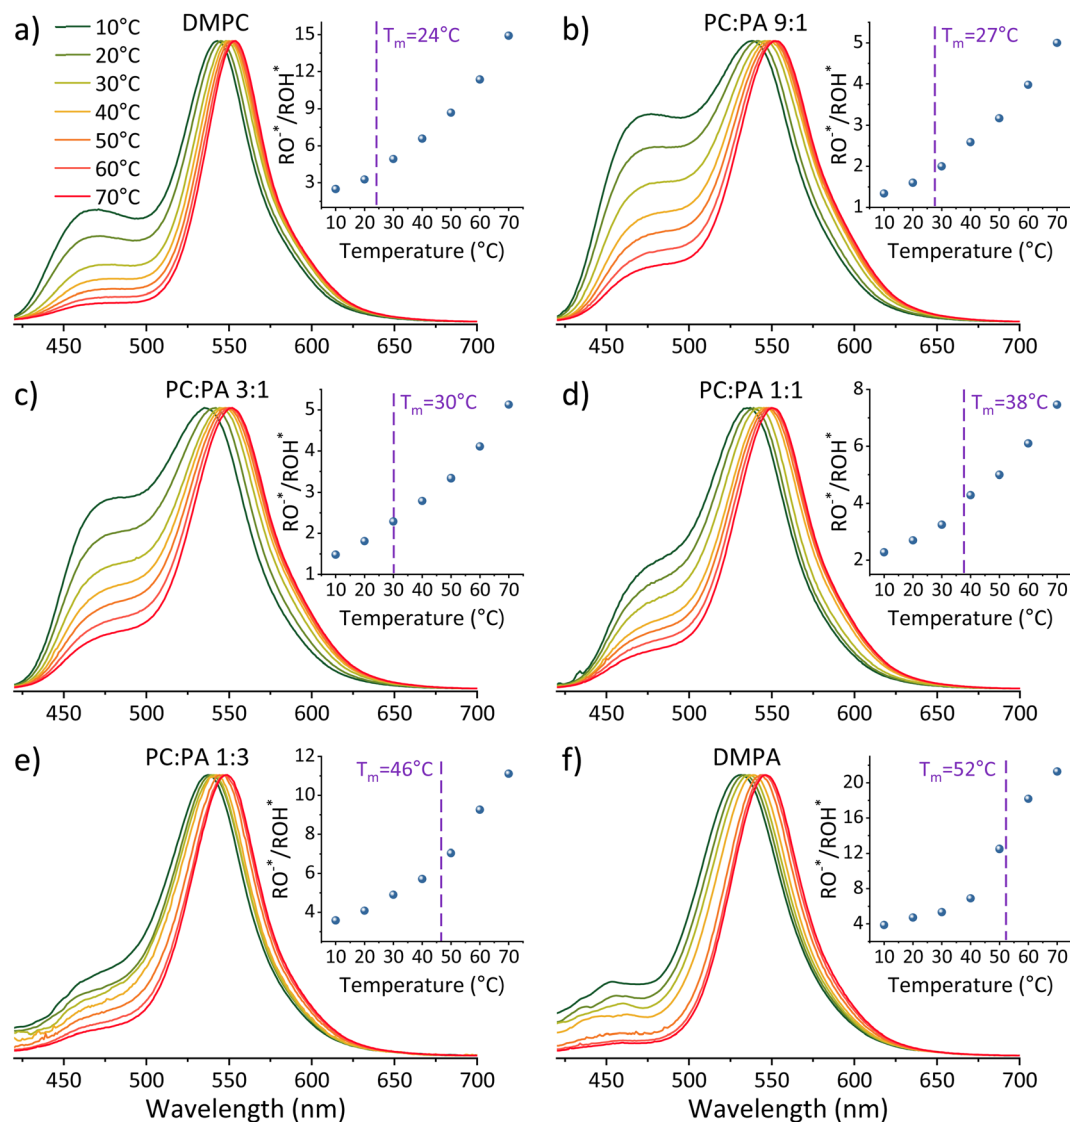 a)
10°C
20°C
30°C
40°C
50°C
60°C
70°C
DMPC
Tm=24°C
RO-*/ROH*
15
12
9
6
3
10 20 30 40 50 60 70
Temperature (°C)
450 500 550 600 650 700
b)
PC:PA 9:1
Tm=27°C
RO-*/ROH*
5
4
3
2
1
10 20 30 40 50 60 70
Temperature (°C)
450 500 550 600 650 700
c)
PC:PA 3:1
Tm=30°C
RO-*/ROH*
5
4
3
2
1
10 20 30 40 50 60 70
Temperature (°C)
450 500 550 600 650 700
d)
PC:PA 1:1
Tm=38°C
RO-*/ROH*
8
6
4
2
10 20 30 40 50 60 70
Temperature (°C)
450 500 550 600 650 700
e)
PC:PA 1:3
Tm=46°C
RO-*/ROH*
12
10
8
6
4
10 20 30 40 50 60 70
Temperature (°C)
450 500 550 600 650 700
Wavelength (nm)
f)
DMPA
Tm=52°C
RO-*/ROH*
20
16
12
8
4
10 20 30 40 50 60 70
Temperature (°C)
450 500 550 600 650 700
Wavelength (nm)